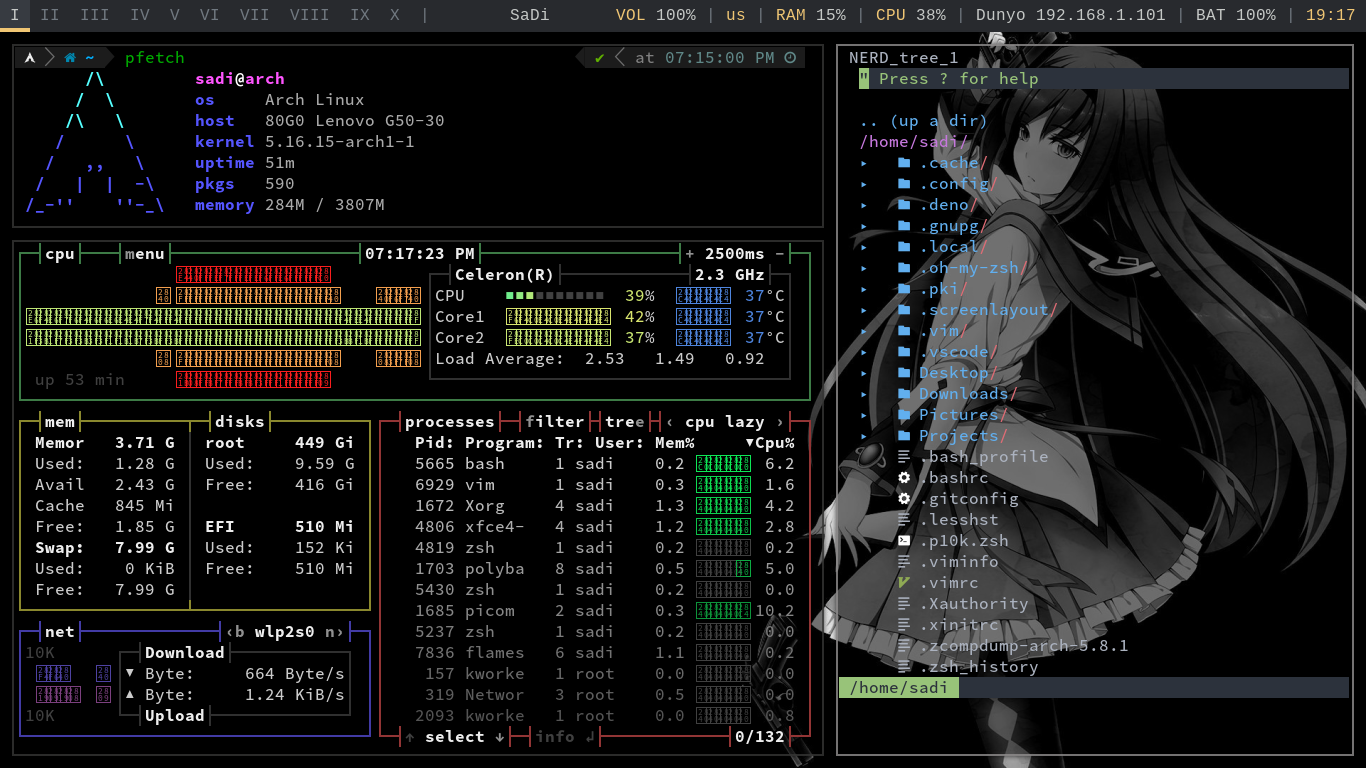 I II III IV V VI VII VIII IX X | SaDi VOL 100% | us | RAM 15% | CPU 38% | Dunyo 192.168.1.101 | BAT 100% | 19:17
~ pfetch ✔ at 07:15:00 PM
/\ sadi@arch
/ \ os Arch Linux
/\ \ host 80G0 Lenovo G50-30
/ \ kernel 5.16.15-arch1-1
/ ,, \ uptime 51m
/ | | -\ pkgs 590
/_-'' ''-_\ memory 284M / 3807M
cpu menu 07:17:23 PM + 2500ms -
Celeron(R) 2.3 GHz
CPU 39% 37°C
Core1 42% 37°C
Core2 37% 37°C
Load Average: 2.53 1.49 0.92
up 53 min
mem disks
Memor 3.71 G root 449 Gi
Used: 1.28 G Used: 9.59 G
Avail 2.43 G Free: 416 Gi
Cache 845 Mi
Free: 1.85 G EFI 510 Mi
Swap: 7.99 G Used: 152 Ki
Used: 0 KiB Free: 510 Mi
Free: 7.99 G
net ‹b wlp2s0 n›
10K Download
▼ Byte: 664 Byte/s
▲ Byte: 1.24 KiB/s
10K Upload
processes filter tree ‹ cpu lazy ›
Pid: Program: Tr: User: Mem% ▼Cpu%
5665 bash 1 sadi 0.2 6.2
6929 vim 1 sadi 0.2 1.6
1672 Xorg 4 sadi 1.3 4.2
4806 xfce4- 4 sadi 1.2 2.8
4819 zsh 1 sadi 0.2 0.2
1703 polyba 8 sadi 0.5 5.0
5430 zsh 1 sadi 0.2 0.0
1685 picom 2 sadi 0.3 10.2
5237 zsh 1 sadi 0.2 0.0
7836 flames 6 sadi 1.1 0.2
157 kworke 1 root 0.0 0.0
319 Networ 3 root 0.5 0.0
2093 kworke 1 root 0.0 0.8
↑ select ↓ info ↲ 0/132
NERD_tree_1
" Press ? for help
.. (up a dir)
/home/sadi/
▸ .cache/
▸ .config/
▸ .deno/
▸ .gnupg/
▸ .local/
▸ .oh-my-zsh/
▸ .pki/
▸ .screenlayout/
▸ .vim/
▸ .vscode/
▸ Desktop/
▸ Downloads/
▸ Pictures/
▸ Projects/
.bash_profile
.bashrc
.gitconfig
.lesshst
.p10k.zsh
.viminfo
.vimrc
.Xauthority
.xinitrc
.zcompdump-arch-5.8.1
.zsh_history
/home/sadi